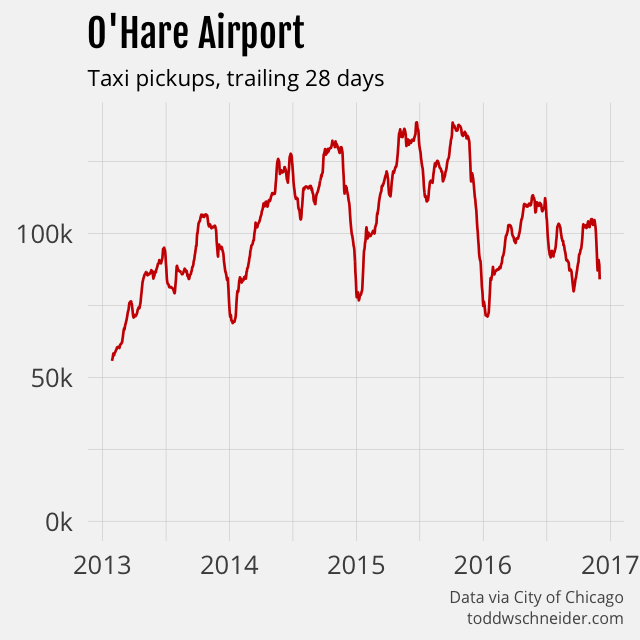 O'Hare Airport
Taxi pickups, trailing 28 days
100k
50k
0k
2013 2014 2015 2016 2017
Data via City of Chicago
toddwschneider.com